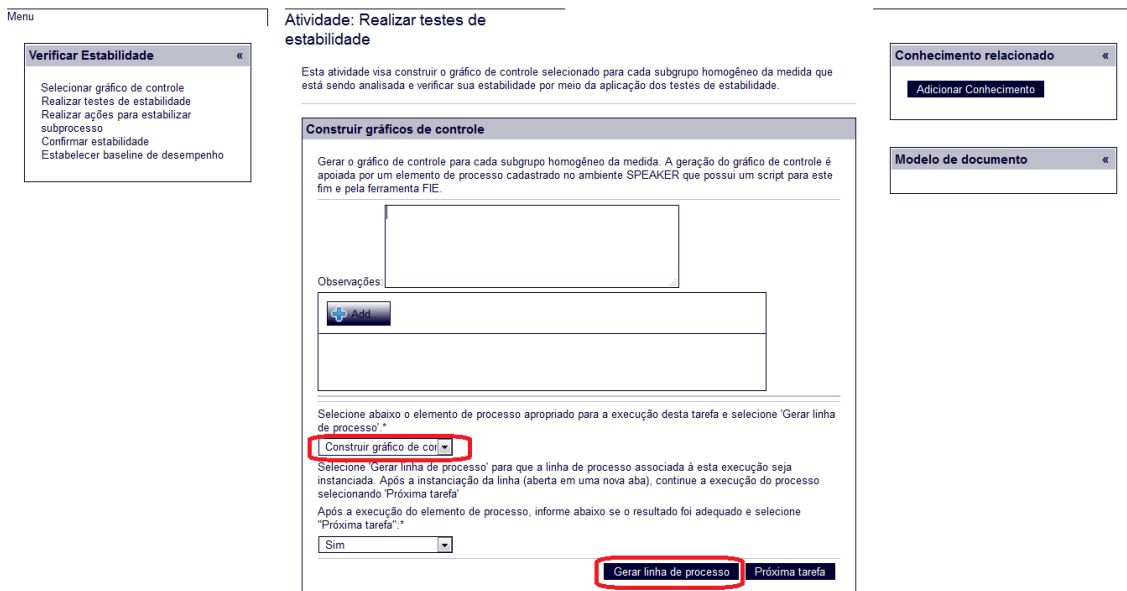 Menu
Verificar Estabilidade «
Selecionar gráfico de controle
Realizar testes de estabilidade
Realizar ações para estabilizar
subprocesso
Confirmar estabilidade
Estabelecer baseline de desempenho
Atividade: Realizar testes de
estabilidade
Esta atividade visa construir o gráfico de controle selecionado para cada subgrupo homogêneo da medida que
está sendo analisada e verificar sua estabilidade por meio da aplicação dos testes de estabilidade.
Construir gráficos de controle
Gerar o gráfico de controle para cada subgrupo homogêneo da medida. A geração do gráfico de controle é
apoiada por um elemento de processo cadastrado no ambiente SPEAKER que possui um script para este
fim e pela ferramenta FIE.
Observações:
Add...
Selecione abaixo o elemento de processo apropriado para a execução desta tarefa e selecione 'Gerar linha
de processo'.*
Construir gráfico de cor
Selecione 'Gerar linha de processo' para que a linha de processo associada à esta execução seja
instanciada. Após a instanciação da linha (aberta em uma nova aba), continue a execução do processo
selecionando 'Próxima tarefa'
Após a execução do elemento de processo, informe abaixo se o resultado foi adequado e selecione
"Próxima tarefa":*
Sim
Gerar linha de processo Próxima tarefa
Conhecimento relacionado «
Adicionar Conhecimento
Modelo de documento «